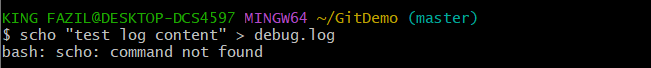 KING FAZIL@DESKTOP-DCS4597 MINGW64 ~/GitDemo (master)
$ scho "test log content" > debug.log
bash: scho: command not found